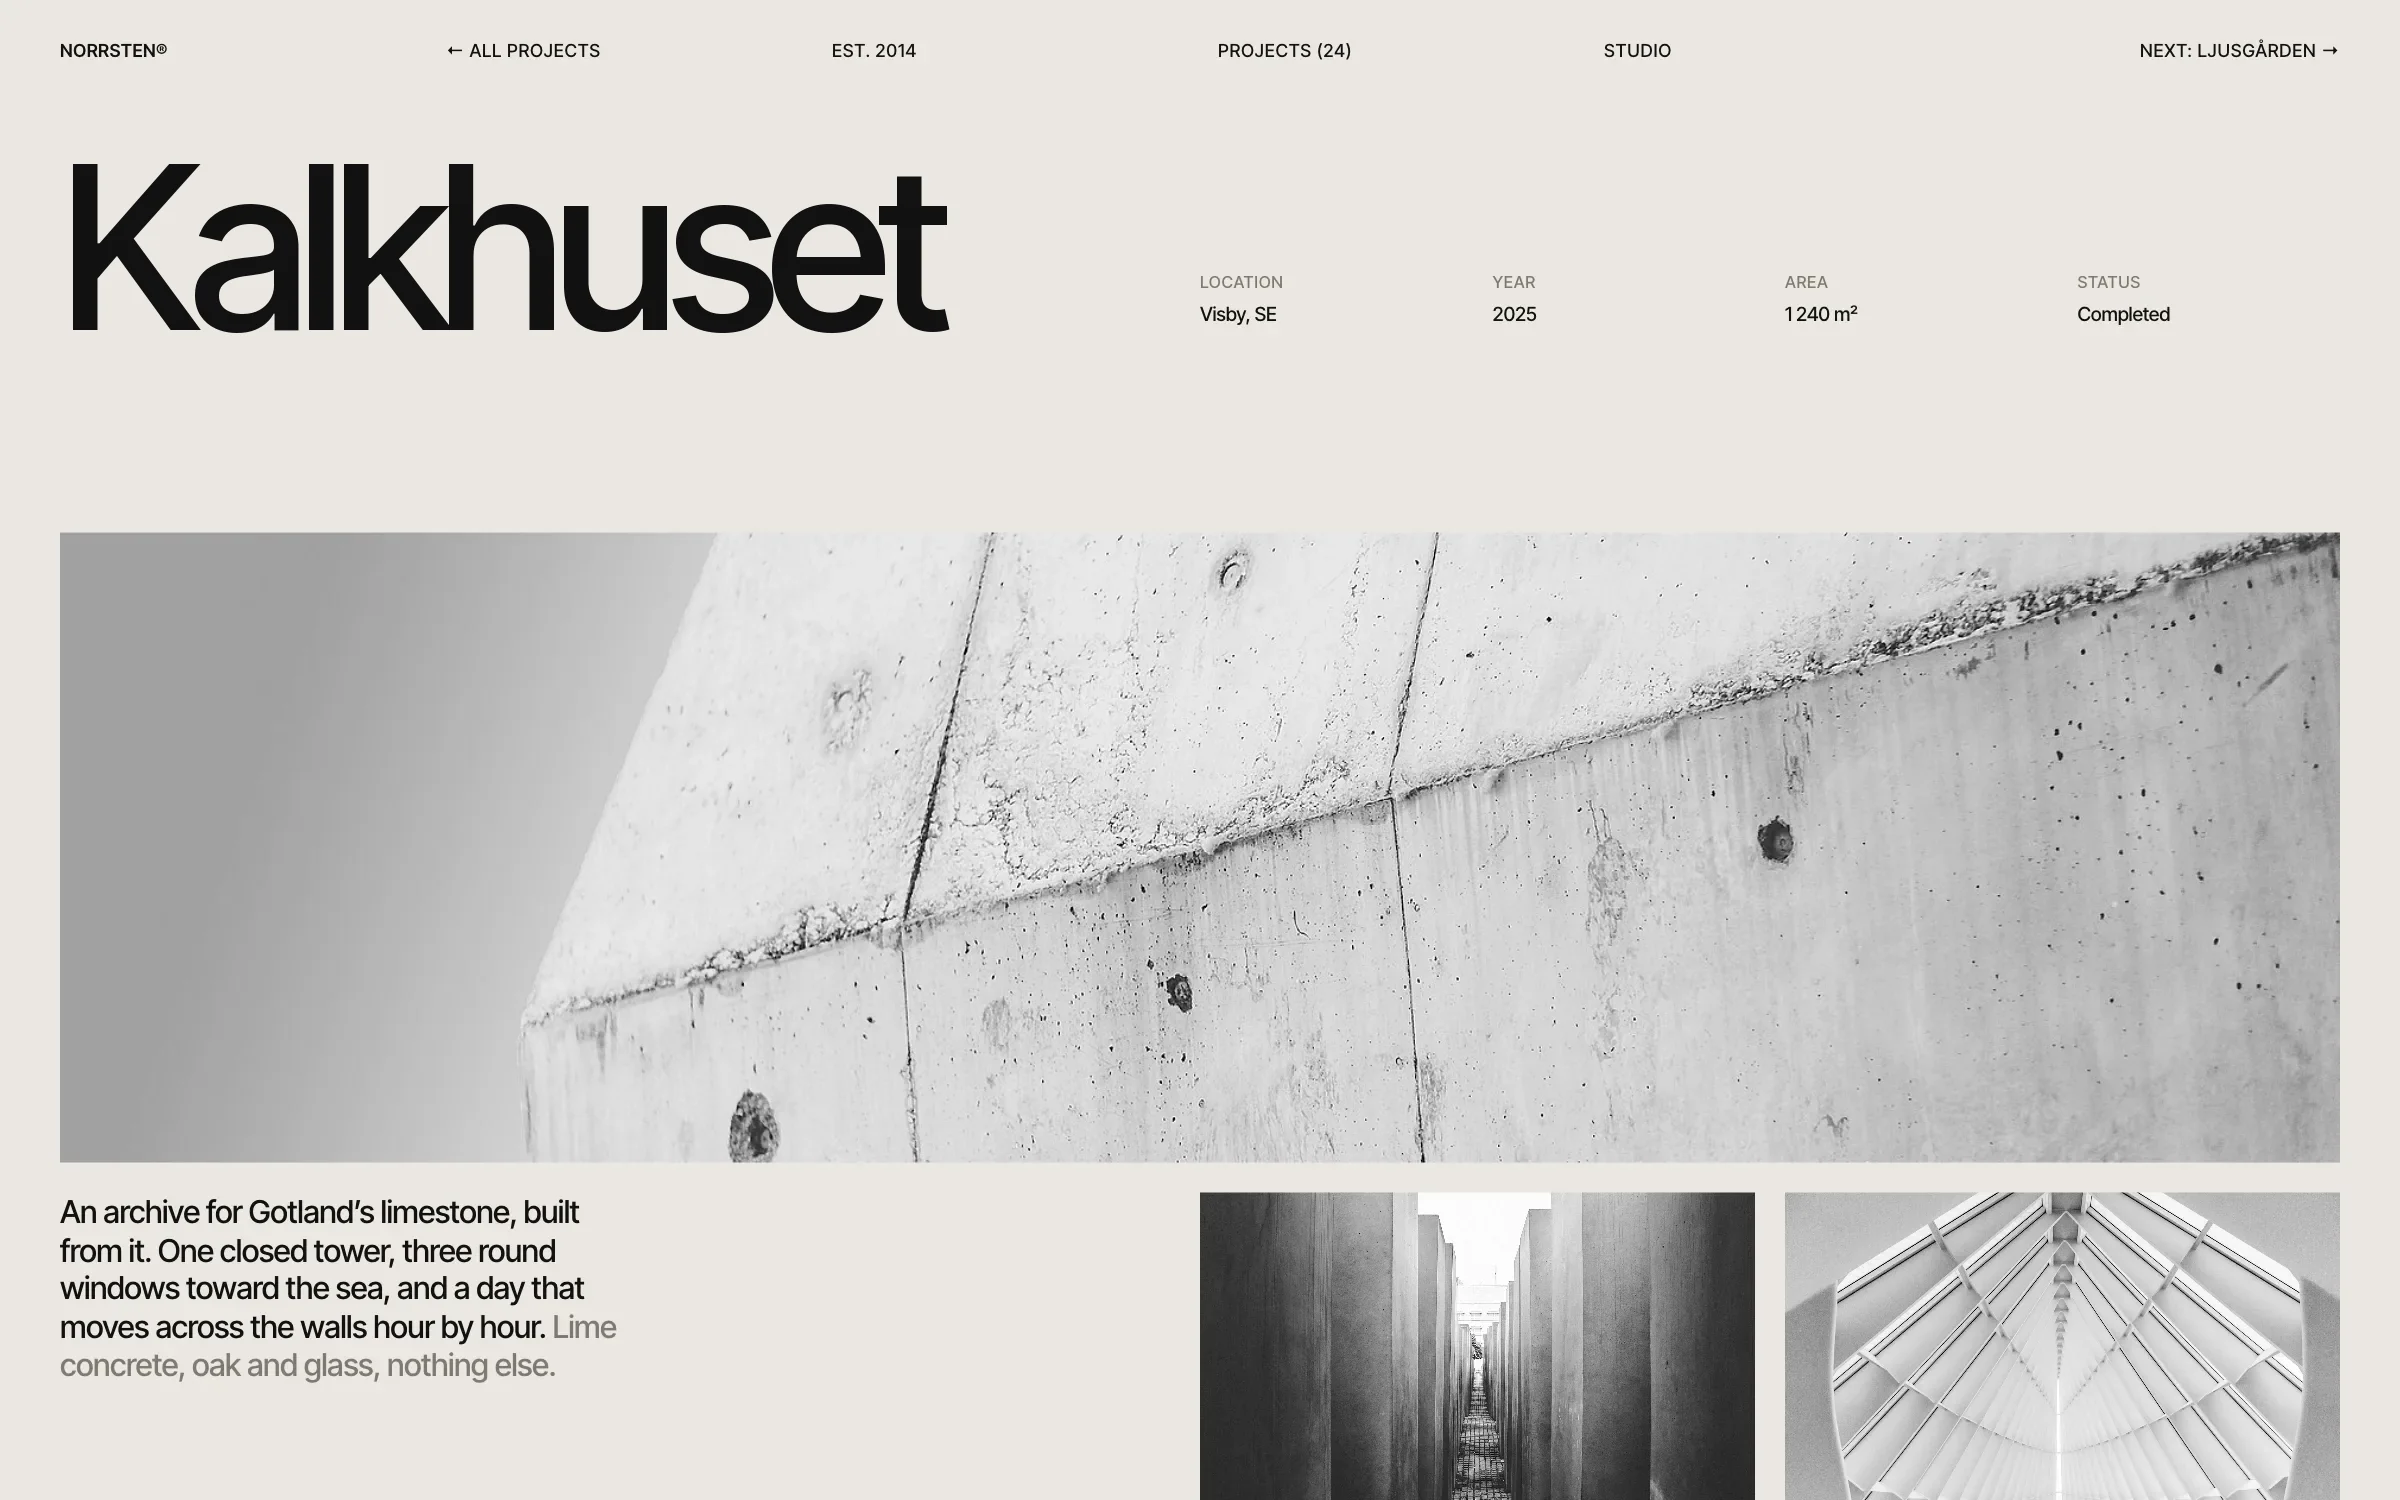 NORRSTEN®
← ALL PROJECTS
EST. 2014
PROJECTS (24)
STUDIO
NEXT: LJUSGÅRDEN →
Kalkhuset
LOCATION
Visby, SE
YEAR
2025
AREA
1 240 m²
STATUS
Completed
An archive for Gotland’s limestone, built
from it. One closed tower, three round
windows toward the sea, and a day that
moves across the walls hour by hour. Lime
concrete, oak and glass, nothing else.